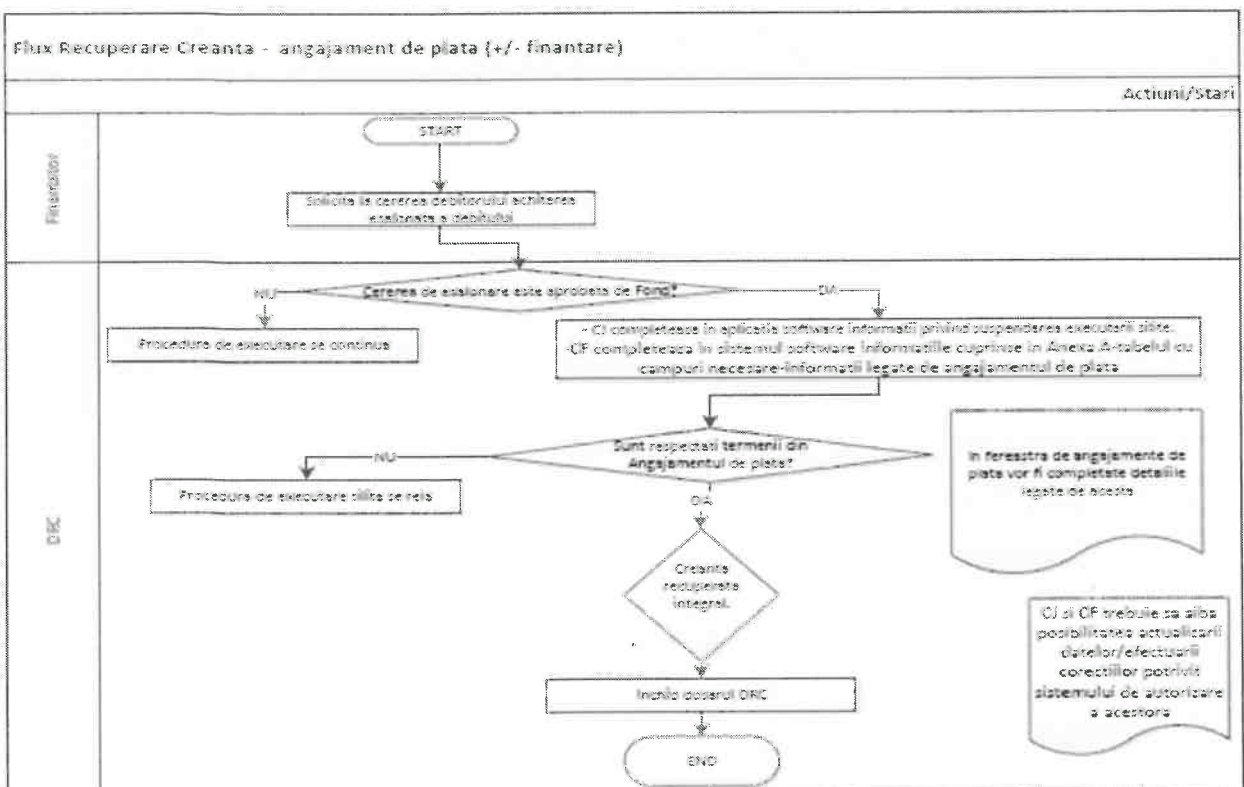 Flux Recuperare Creanta - angajament de plata (+/- finantare)
Actiuni/Stari
Finantator
START
Solicita la cererea debitorului achitarea
esalonata a debitului
DRC
Cererea de esalonare este aprobata de Fond?
NU
DA
Procedura de executare se continua
- CJ completeaza in aplicatia software informatii privind suspendarea executarii silite.
-CF completeaza in sistemul software informatiile cuprinse in Anexa A-tabelul cu
campuri necesare-informatii legate de angajamentul de plata
Sunt respectati termenii din
Angajamentul de plata?
NU
Procedura de executare silita se reia
DA
In fereastra de angajamente de
plata vor fi completate detaliile
legate de acesta
Creanta
recuperata
integral.
CJ si CF trebuie sa aiba
posibilitatea actualizarii
datelor/efectuarii
corectiilor potrivit
sistemului de autorizare
a acestora
Inchid dosarul DRC
END